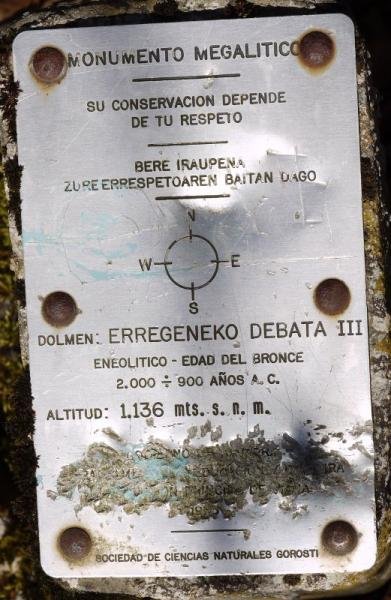 MONUMENTO MEGALITICO
SU CONSERVACION DEPENDE
DE TU RESPETO
BERE IRAUPENA
ZURE ERRESPETOAREN BAITAN DAGO
N
W E
S
DOLMEN: ERREGENEKO DEBATA III
ENEOLITICO - EDAD DEL BRONCE
2.000 ÷ 900 AÑOS A.C.
ALTITUD: 1.136 mts. s. n. m.
SOCIEDAD DE CIENCIAS NATURALES GOROSTI